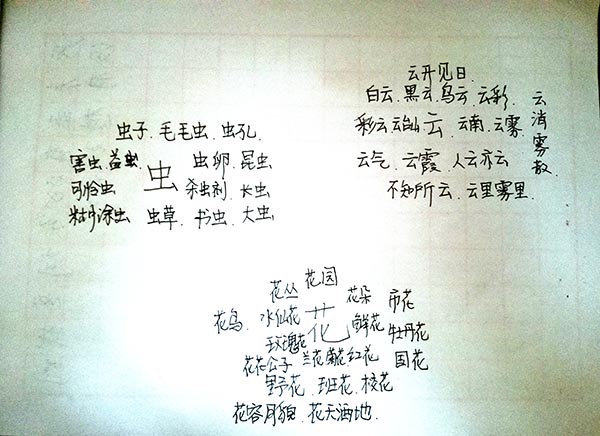 云开见日
白云.黑云.乌云.云彩.
彩云 云山 云 云南.云雾
云消雾散
云气.云霞.人云亦云
不知所云.云里雾里.
虫子.毛毛虫.虫孔.
害虫.益虫. 虫 虫卵.昆虫
可怜虫 杀虫剂.长虫
糊涂虫 虫草.书虫.大虫
花丛 花园 花朵 市花
花鸟.水仙花 花 鲜花 牡丹花
玫瑰花
花花公子 兰花 菊花 红花 国花
野花.班花.校花
花容月貌.花天酒地.